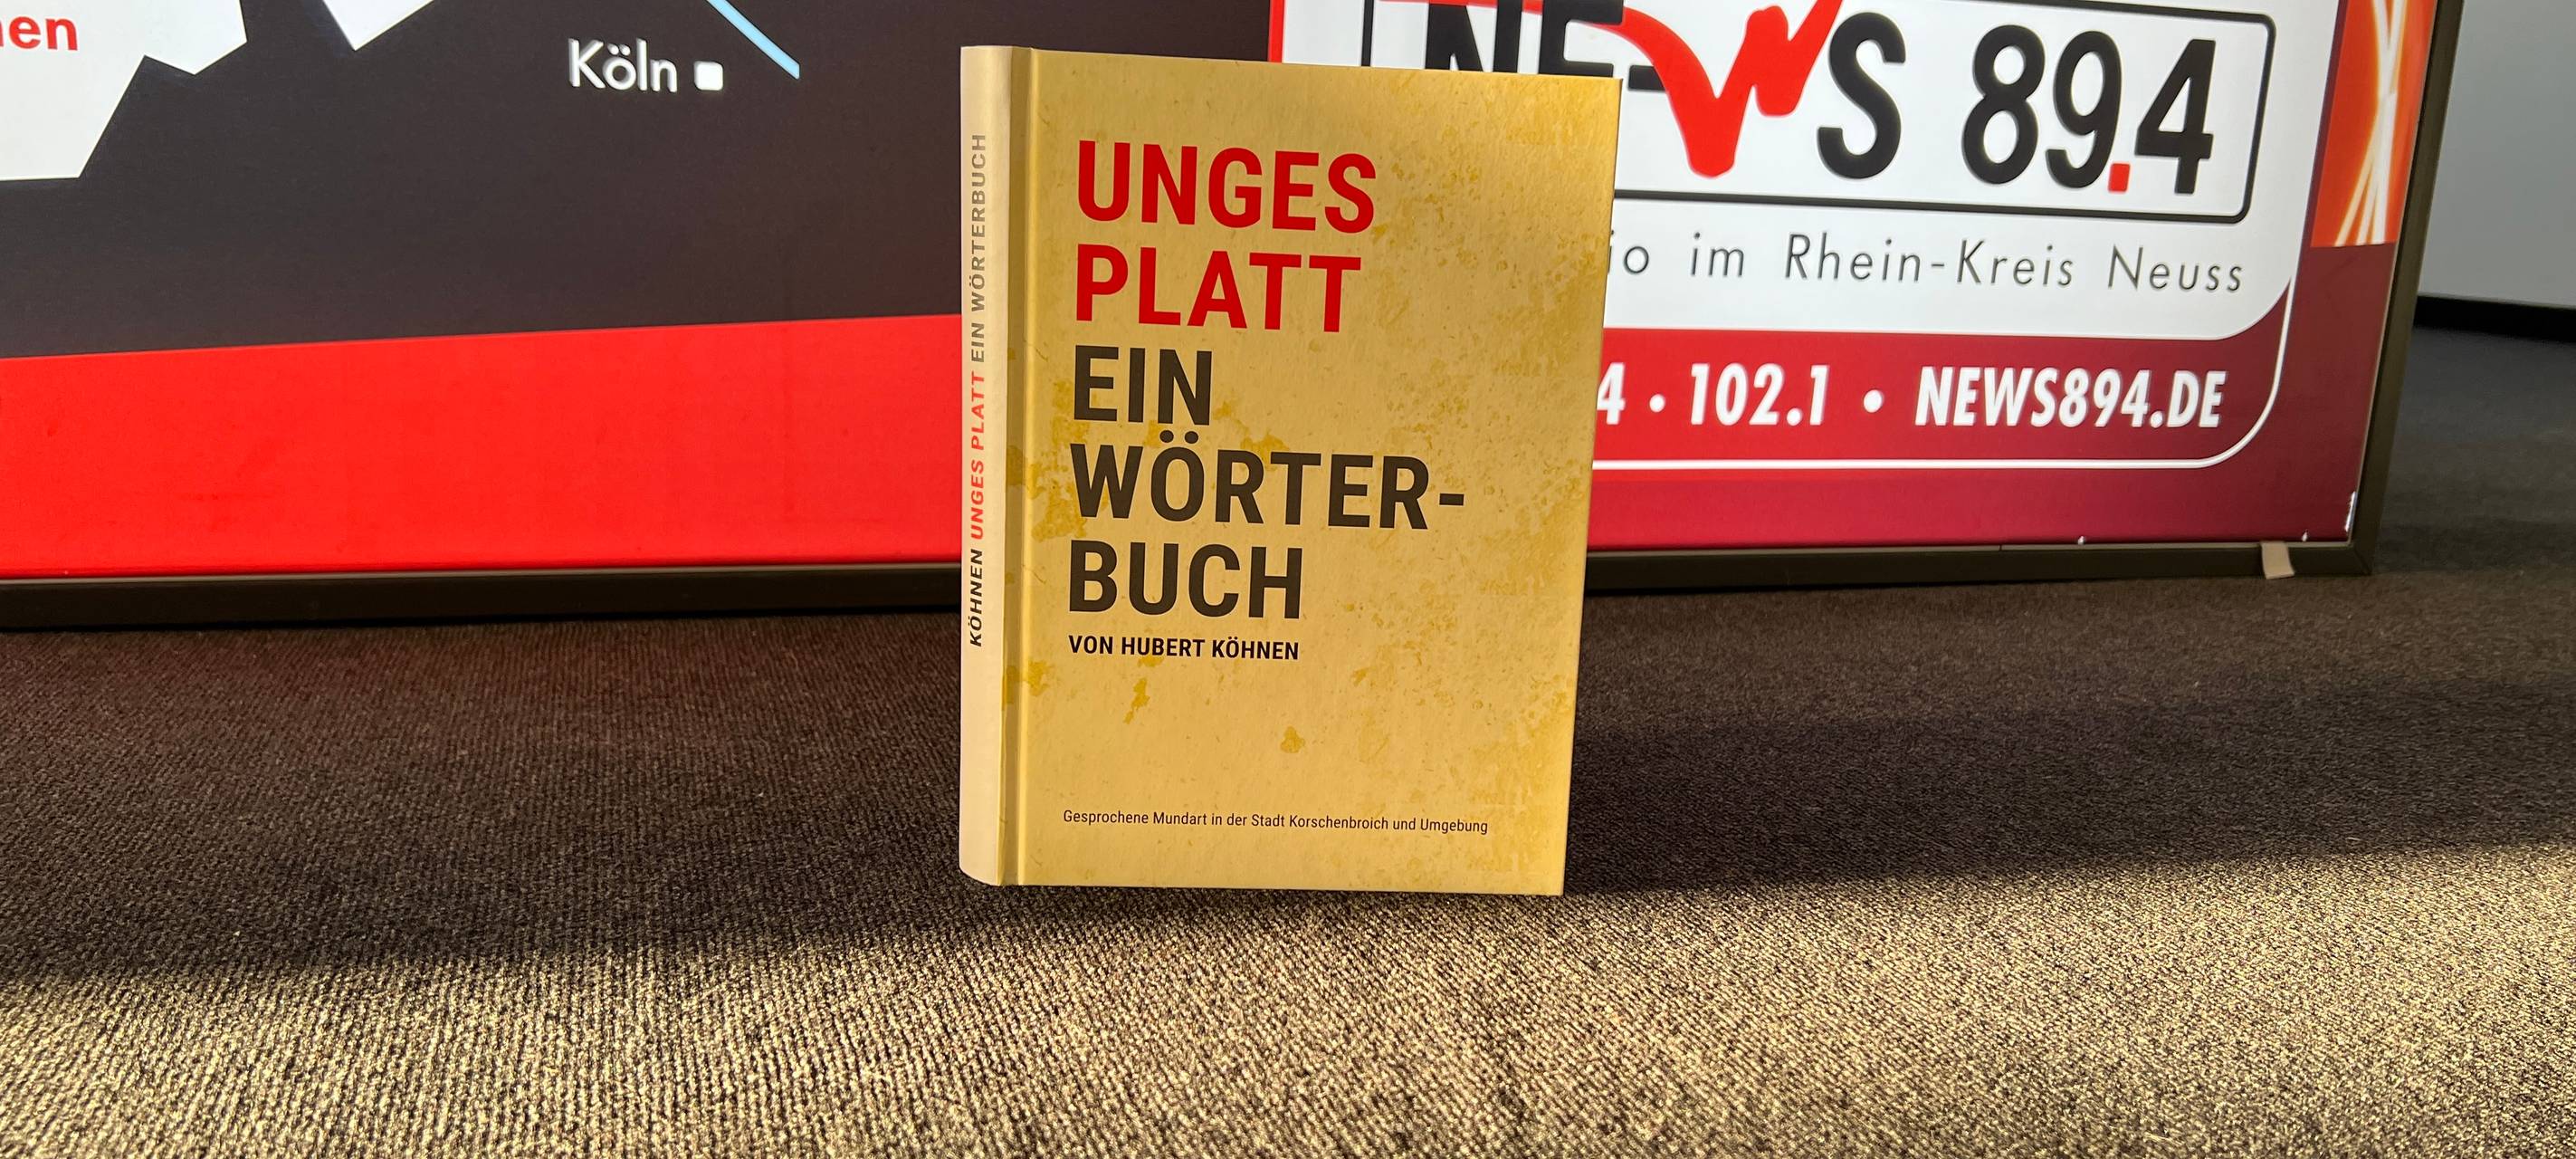 Köln
NEWS 89.4
im Rhein-Kreis Neuss
102.1 • NEWS894.DE
KÖHNEN UNGES PLATT EIN WÖRTERBUCH
UNGES
PLATT
EIN
WÖRTER-
BUCH
VON HUBERT KÖHNEN
Gesprochene Mundart in der Stadt Korschenbroich und Umgebung